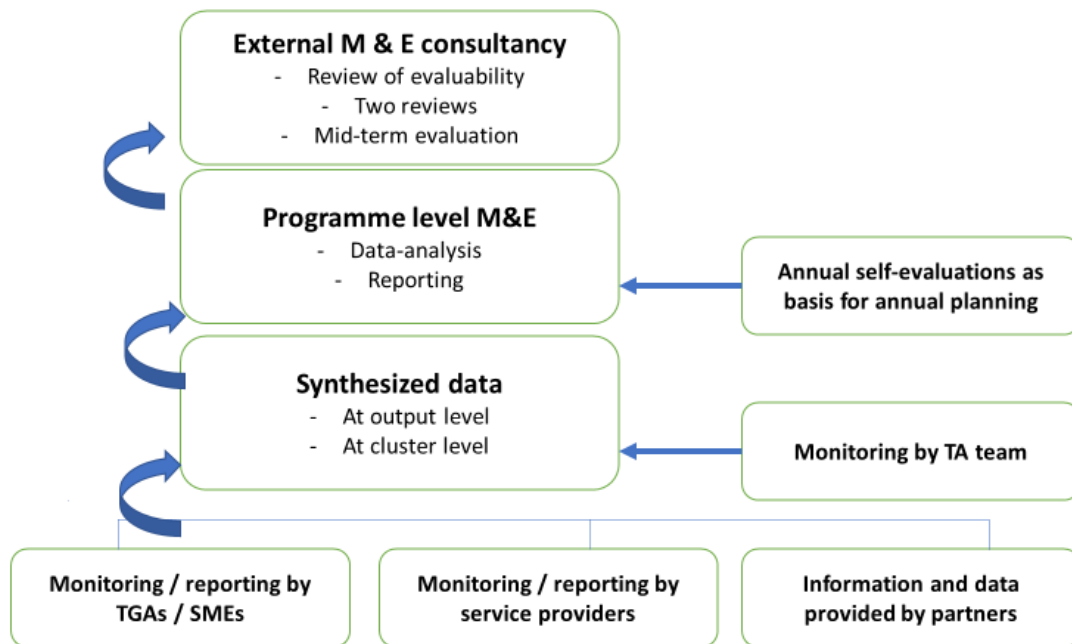 External M & E consultancy
- Review of evaluability
- Two reviews
- Mid-term evaluation
Programme level M&E
- Data-analysis
- Reporting
Annual self-evaluations as
basis for annual planning
Synthesized data
- At output level
- At cluster level
Monitoring by TA team
Monitoring / reporting by
TGAs / SMEs
Monitoring / reporting by
service providers
Information and data
provided by partners